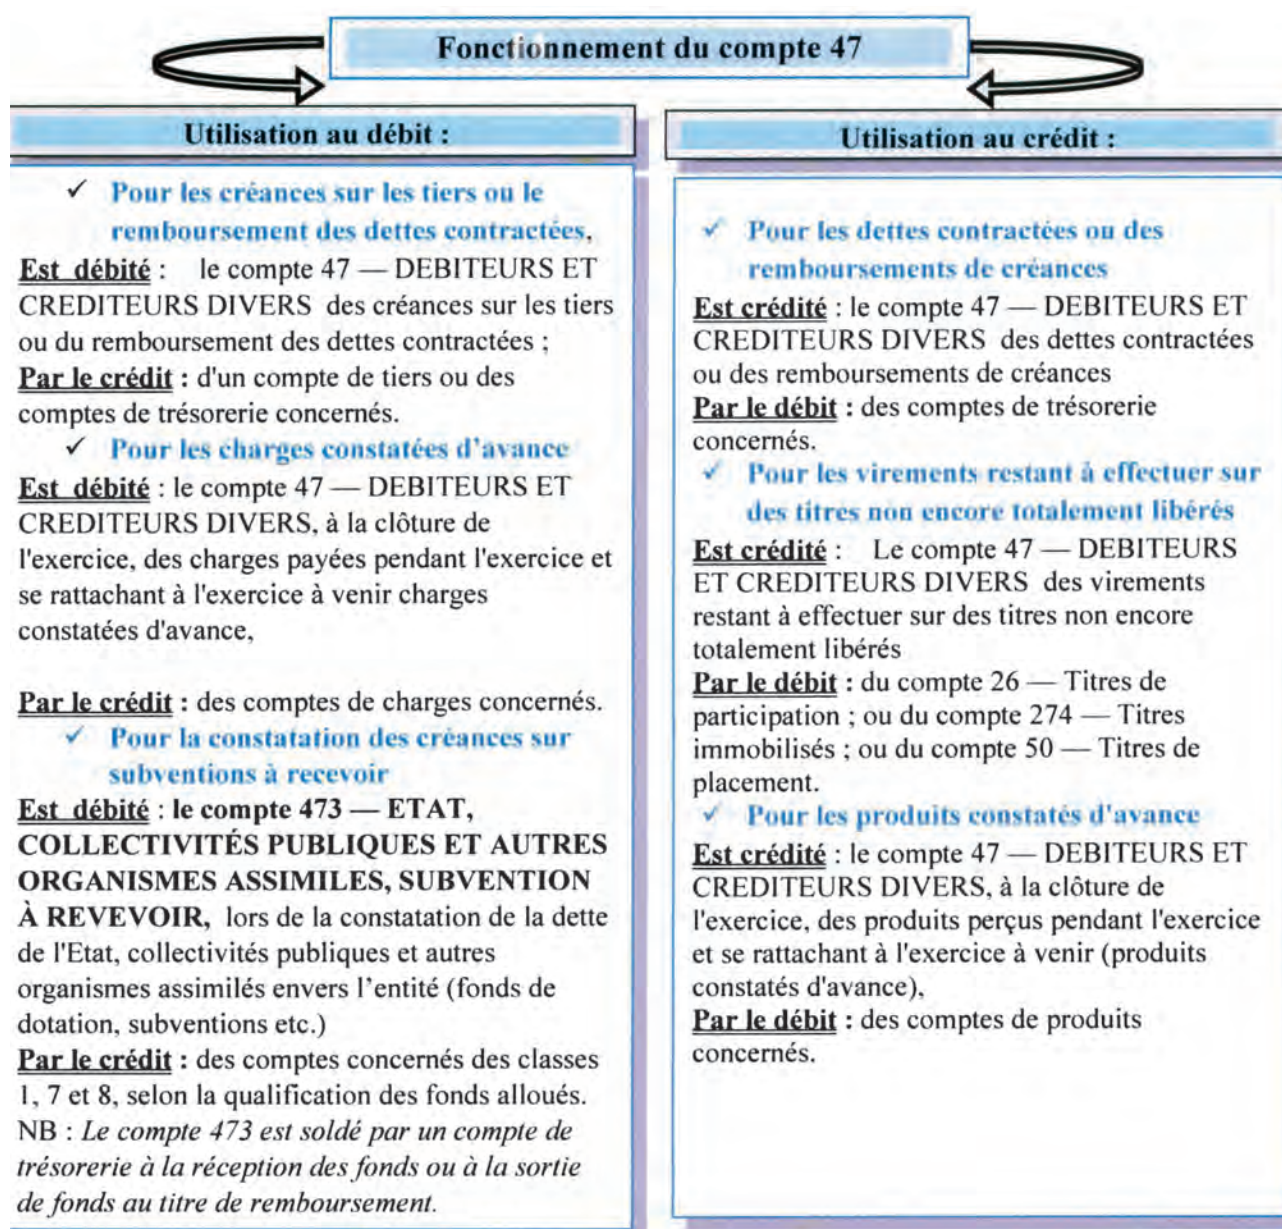 Fonctionnement du compte 47
Utilisation au débit :
✓ Pour les créances sur les tiers ou le
remboursement des dettes contractées,
Est débité : le compte 47 — DEBITEURS ET
CREDITEURS DIVERS des créances sur les tiers
ou du remboursement des dettes contractées ;
Par le crédit : d'un compte de tiers ou des
comptes de trésorerie concernés.
✓ Pour les charges constatées d'avance
Est débité : le compte 47 — DEBITEURS ET
CREDITEURS DIVERS, à la clôture de
l'exercice, des charges payées pendant l'exercice et
se rattachant à l'exercice à venir charges
constatées d'avance,
Par le crédit : des comptes de charges concernés.
✓ Pour la constatation des créances sur
subventions à recevoir
Est débité : le compte 473 — ETAT,
COLLECTIVITÉS PUBLIQUES ET AUTRES
ORGANISMES ASSIMILES, SUBVENTION
À REVEVOIR, lors de la constatation de la dette
de l'Etat, collectivités publiques et autres
organismes assimilés envers l'entité (fonds de
dotation, subventions etc.)
Par le crédit : des comptes concernés des classes
1, 7 et 8, selon la qualification des fonds alloués.
NB : Le compte 473 est soldé par un compte de
trésorerie à la réception des fonds ou à la sortie
de fonds au titre de remboursement.
Utilisation au crédit :
✓ Pour les dettes contractées ou des
remboursements de créances
Est crédité : le compte 47 — DEBITEURS ET
CREDITEURS DIVERS des dettes contractées
ou des remboursements de créances
Par le débit : des comptes de trésorerie
concernés.
✓ Pour les virements restant à effectuer sur
des titres non encore totalement libérés
Est crédité : Le compte 47 — DEBITEURS
ET CREDITEURS DIVERS des virements
restant à effectuer sur des titres non encore
totalement libérés
Par le débit : du compte 26 — Titres de
participation ; ou du compte 274 — Titres
immobilisés ; ou du compte 50 — Titres de
placement.
✓ Pour les produits constatés d'avance
Est crédité : le compte 47 — DEBITEURS ET
CREDITEURS DIVERS, à la clôture de
l'exercice, des produits perçus pendant l'exercice
et se rattachant à l'exercice à venir (produits
constatés d'avance),
Par le débit : des comptes de produits
concernés.